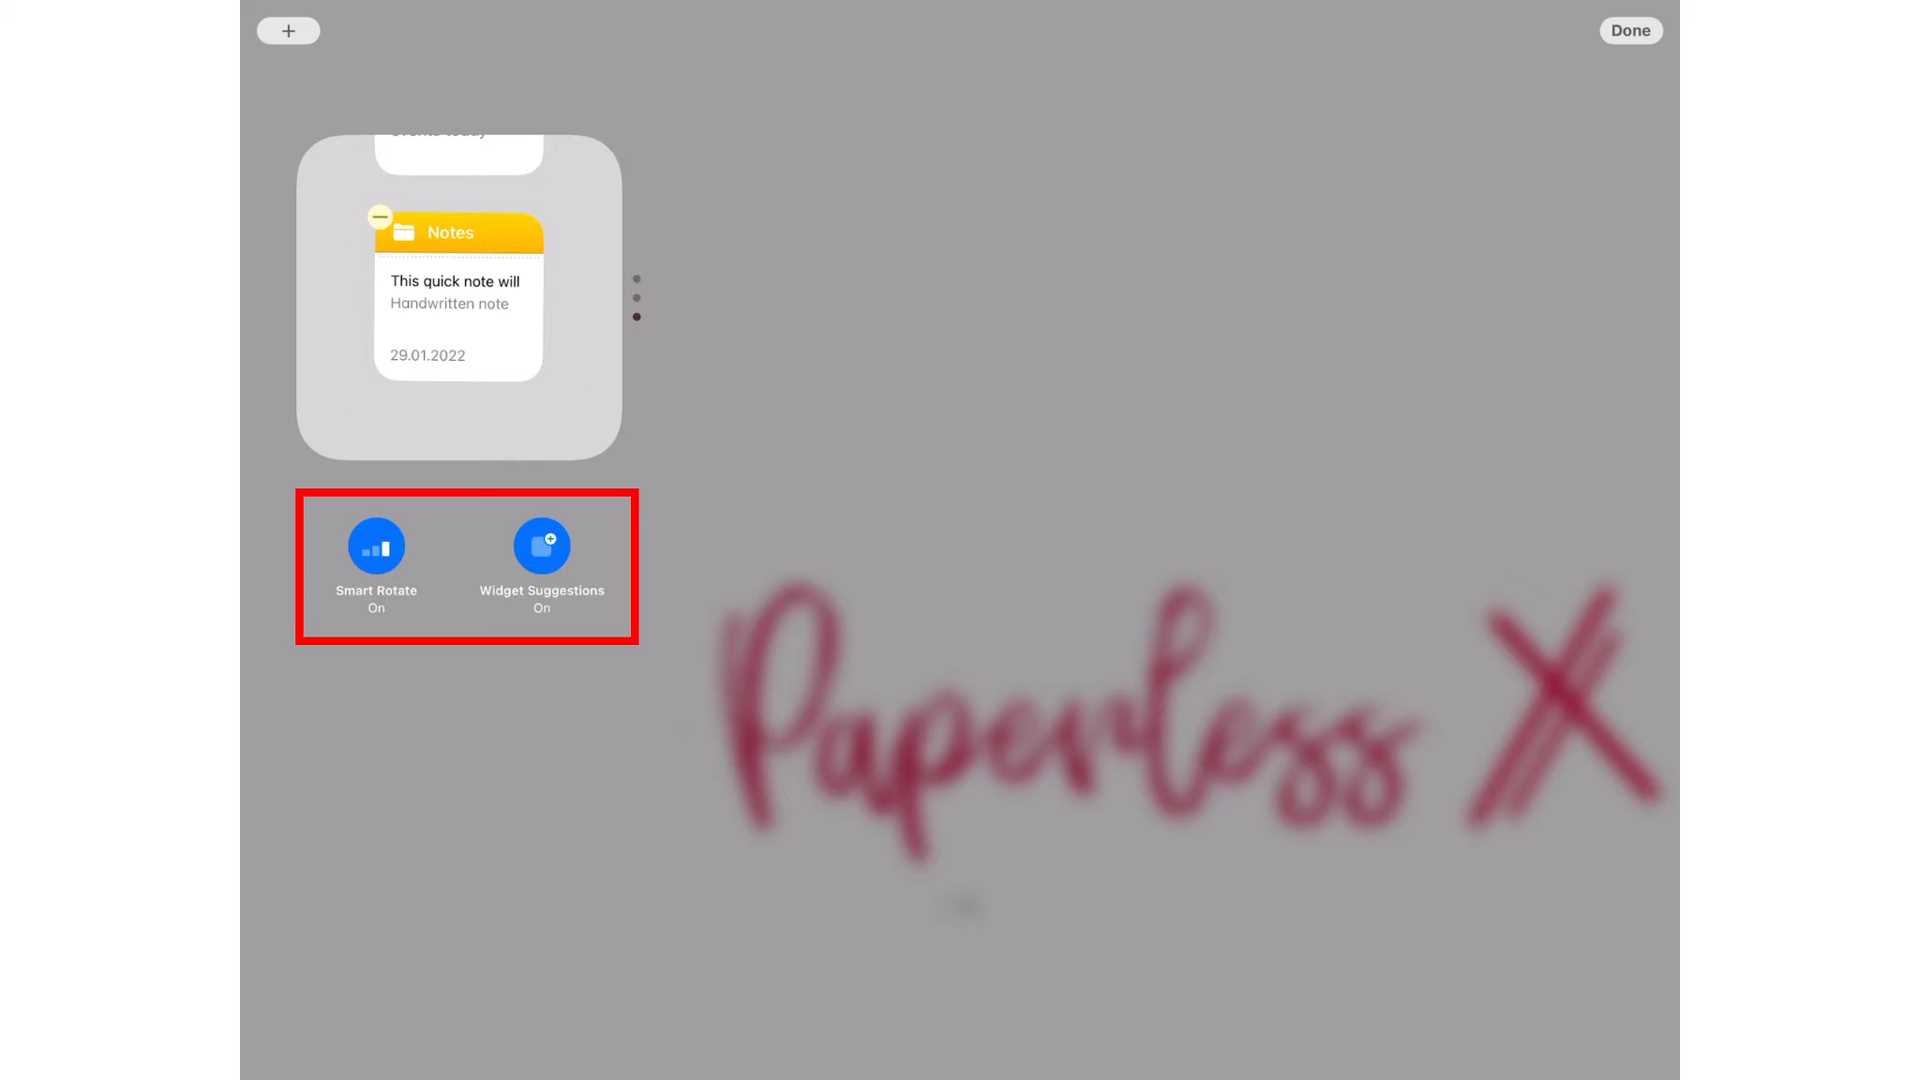 +
Done
Notes
This quick note will
Handwritten note
29.01.2022
Smart Rotate
On
Widget Suggestions
On
Paperless X